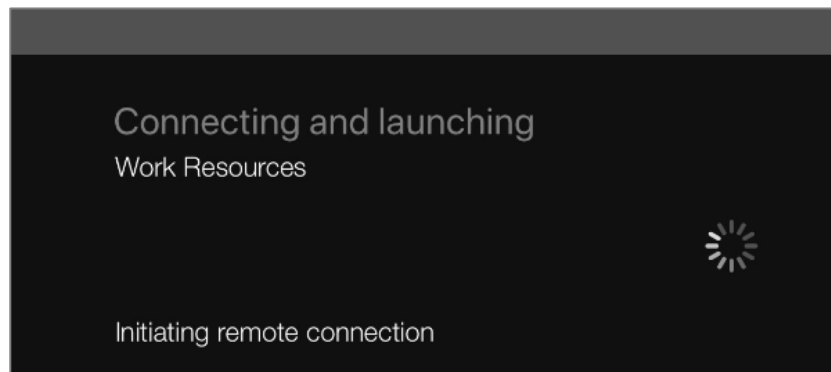 Connecting and launching
Work Resources
Initiating remote connection